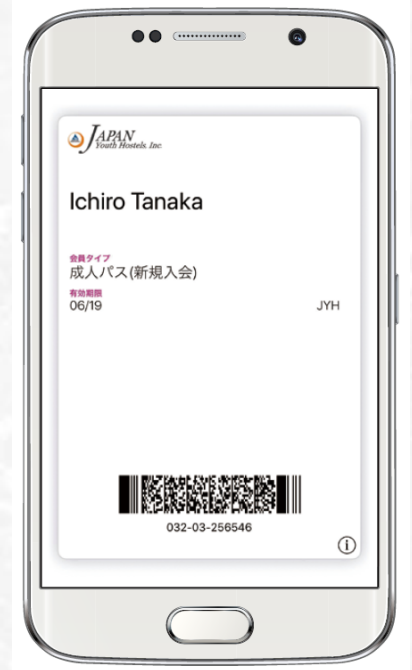 JAPAN
Youth Hostels, Inc
Ichiro Tanaka
会員タイプ
成人パス(新規入会)
有効期限
06/19
JYH
032-03-256546